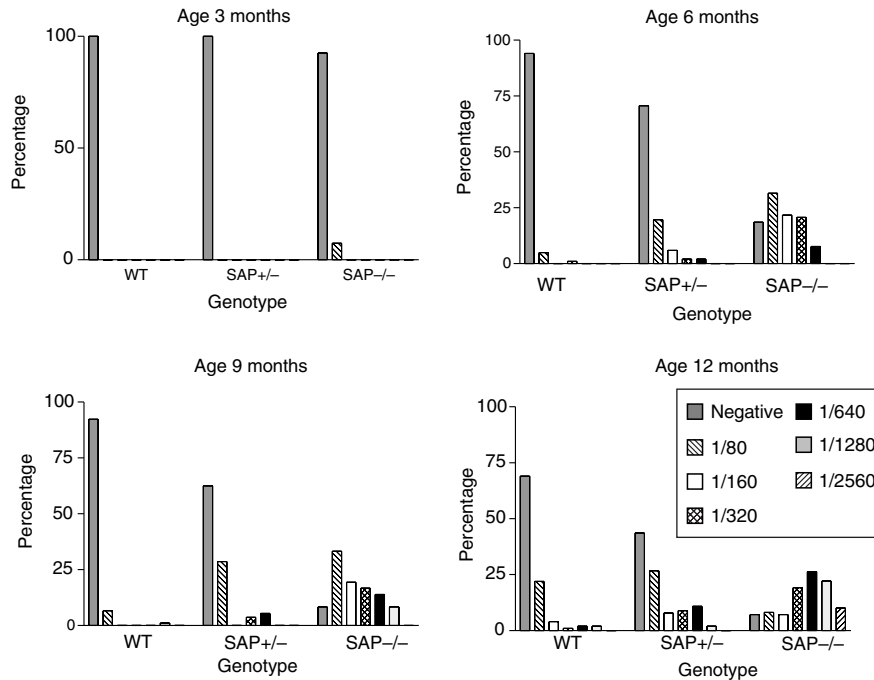 Age 3 months
100
50
0
Percentage
WT
SAP+/–
SAP–/–
Genotype
Age 6 months
100
75
50
25
0
Percentage
WT
SAP+/–
SAP–/–
Genotype
Age 9 months
100
75
50
25
0
Percentage
WT
SAP+/–
SAP–/–
Genotype
Age 12 months
100
75
50
25
0
Percentage
WT
SAP+/–
SAP–/–
Genotype
Negative
1/80
1/160
1/320
1/640
1/1280
1/2560